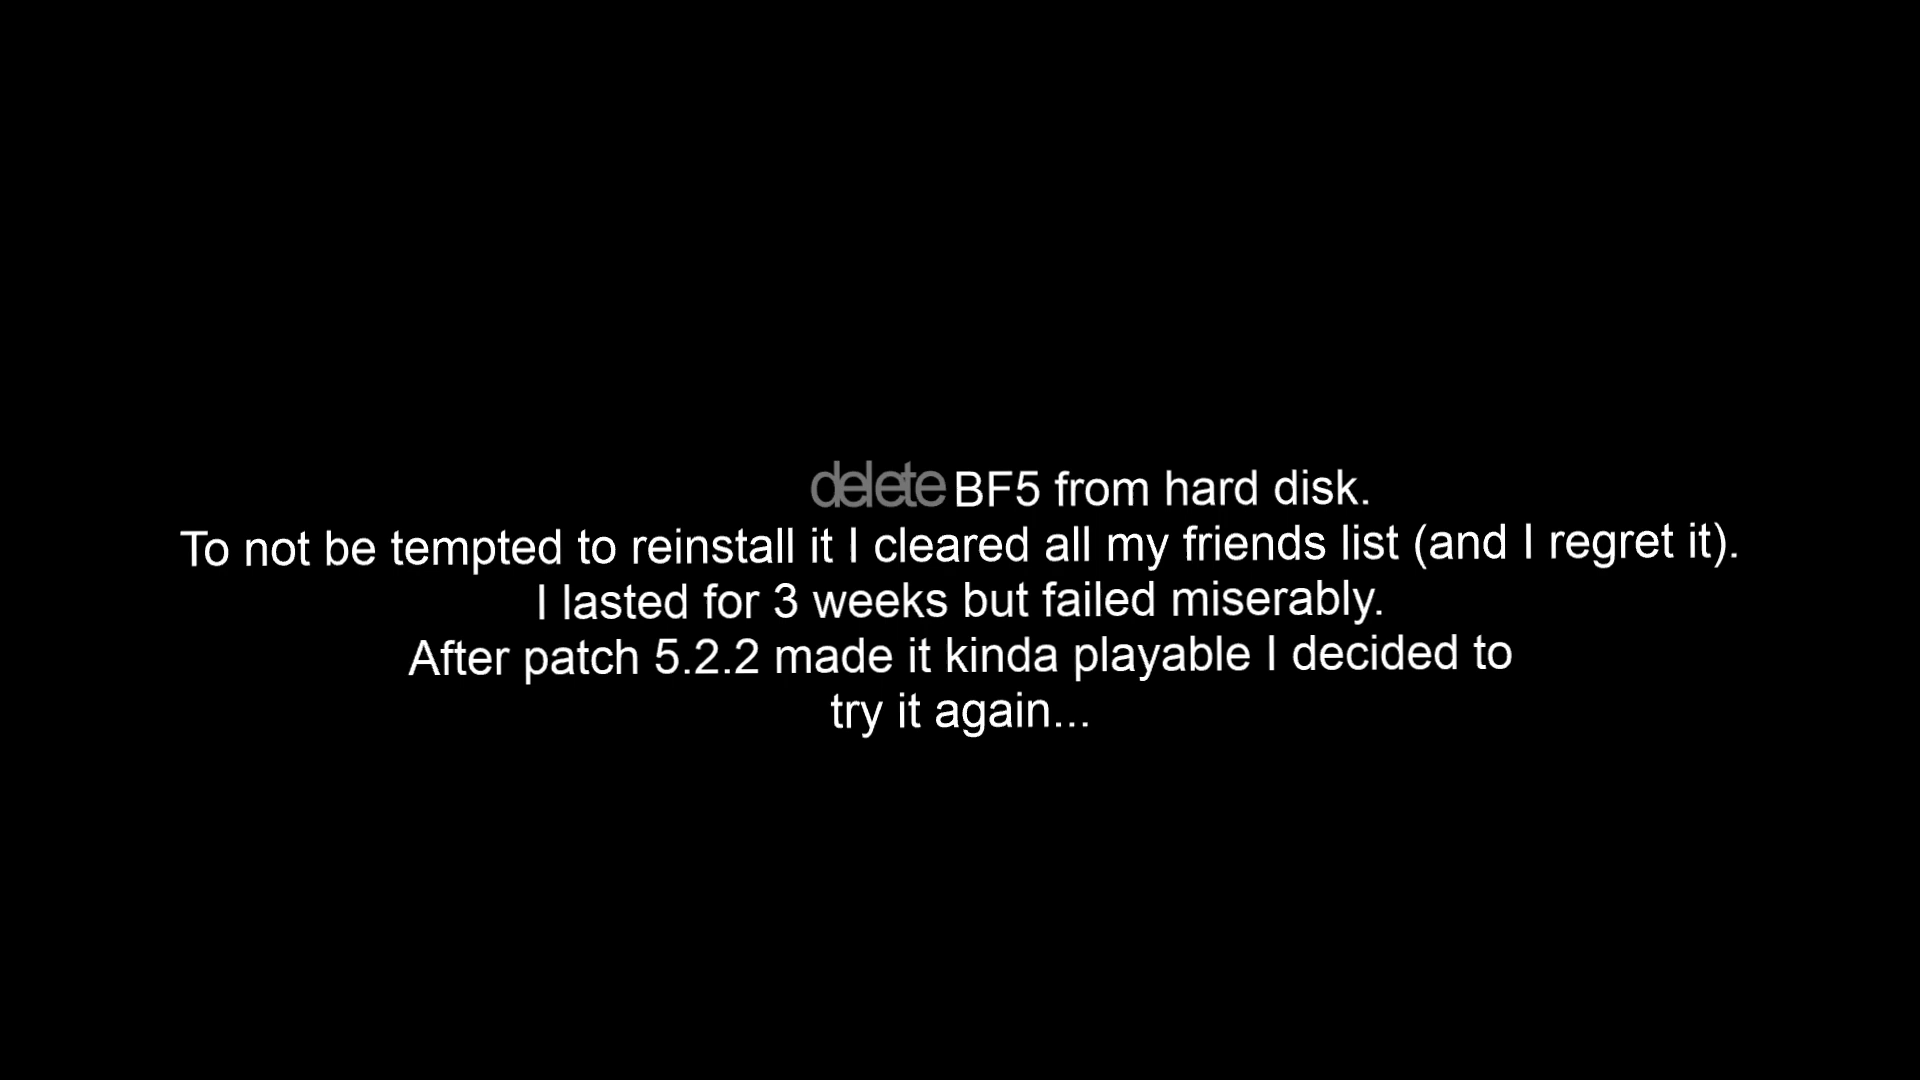 delete BF5 from hard disk.
To not be tempted to reinstall it I cleared all my friends list (and I regret it).
I lasted for 3 weeks but failed miserably.
After patch 5.2.2 made it kinda playable I decided to
try it again...